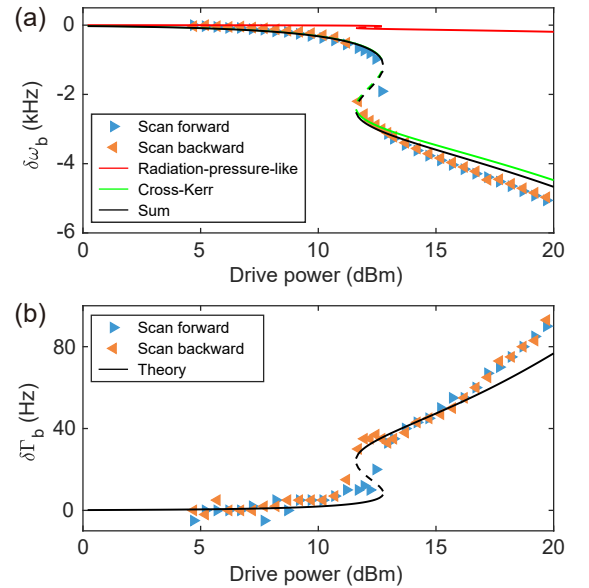 (a)
0
-2
-4
-6
δω_b (kHz)
Scan forward
Scan backward
Radiation-pressure-like
Cross-Kerr
Sum
0 5 10 15 20
Drive power (dBm)
(b)
80
40
0
δΓ_b (Hz)
Scan forward
Scan backward
Theory
0 5 10 15 20
Drive power (dBm)